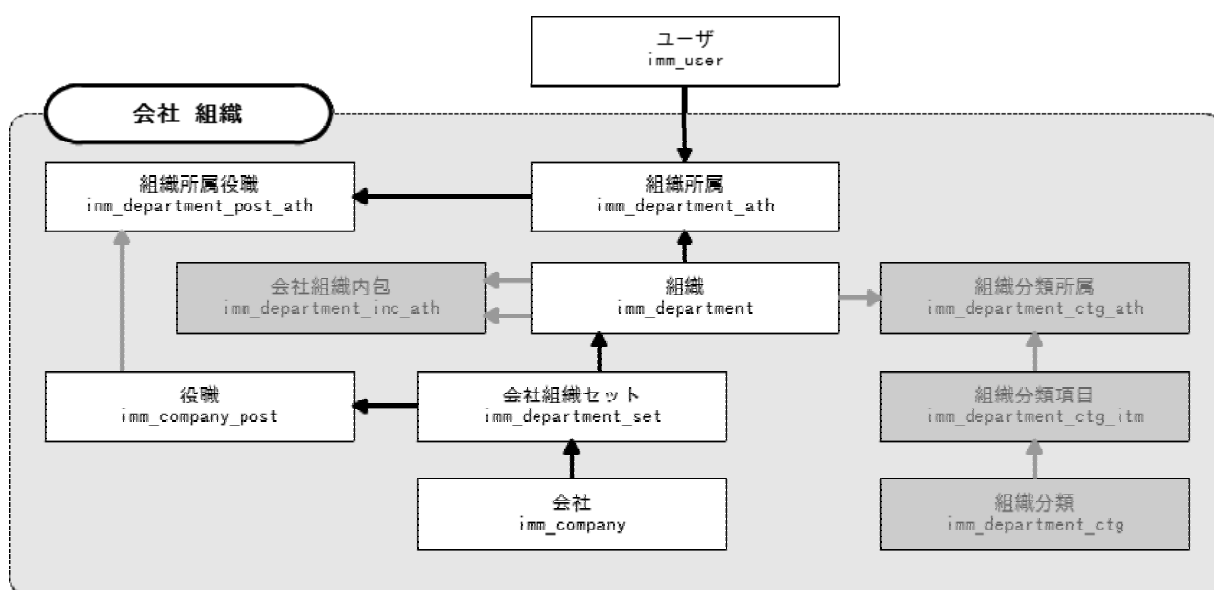 ユーザ
imm_user
会社 組織
組織所属役職
imm_department_post_ath
組織所属
imm_department_ath
会社組織内包
imm_department_inc_ath
組織
imm_department
組織分類所属
imm_department_ctg_ath
役職
imm_company_post
会社組織セット
imm_department_set
組織分類項目
imm_department_ctg_itm
会社
imm_company
組織分類
imm_department_ctg